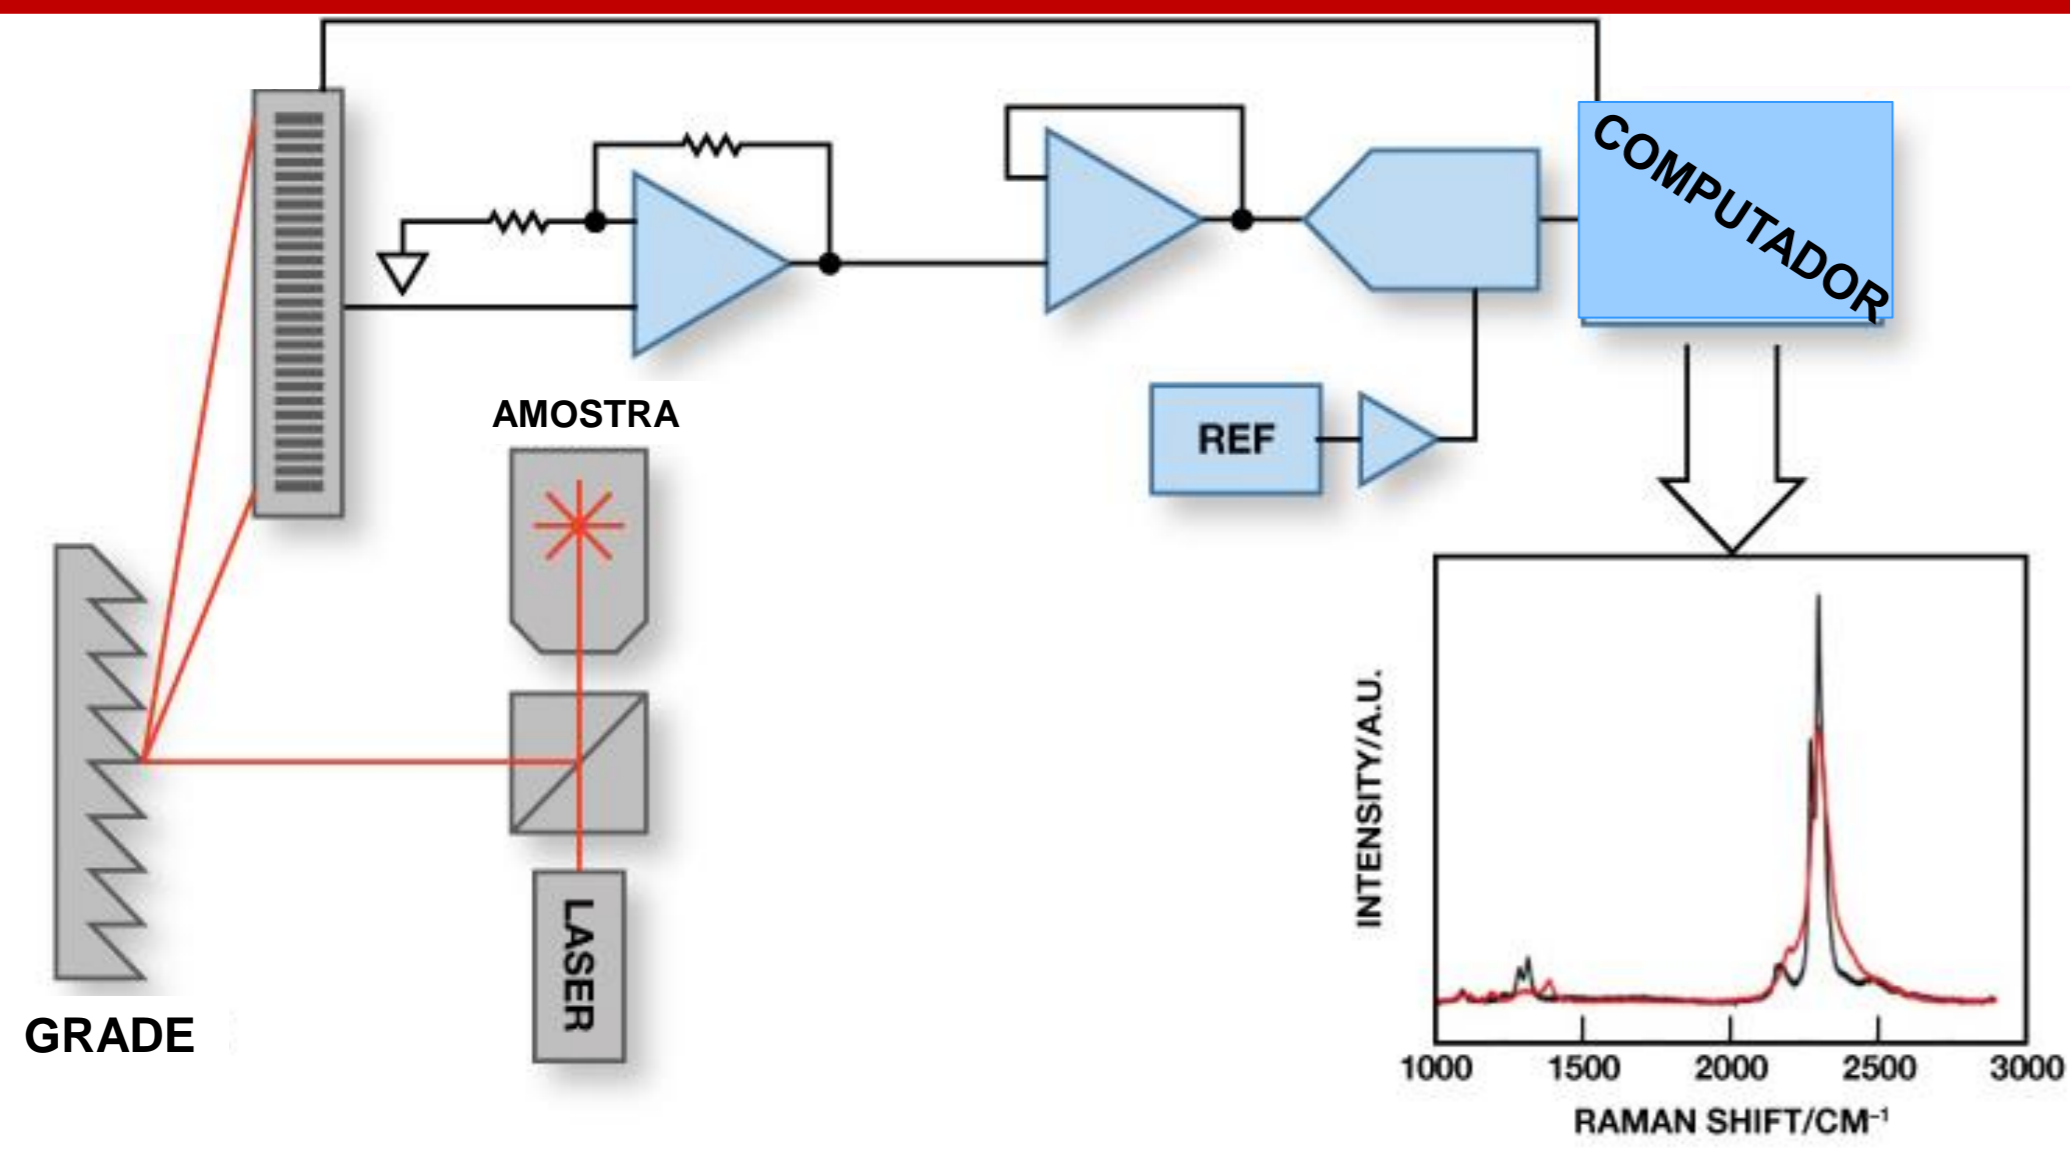 COMPUTADOR
AMOSTRA
REF
LASER
GRADE
INTENSITY/A.U.
1000 1500 2000 2500 3000
RAMAN SHIFT/CM⁻¹